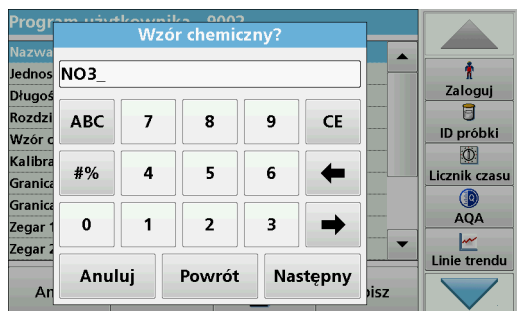 Program użytkownika 9002
Wzór chemiczny?
Nazwa
NO3_
Jednos
Długoś
Rozdzi
Wzór c
Kalibra
Granica
Granica
Zegar 1
Zegar 2
ABC 7 8 9 CE
#% 4 5 6
0 1 2 3
Anuluj Powrót Następny
An
pisz
Zaloguj
ID próbki
Licznik czasu
AQA
Linie trendu